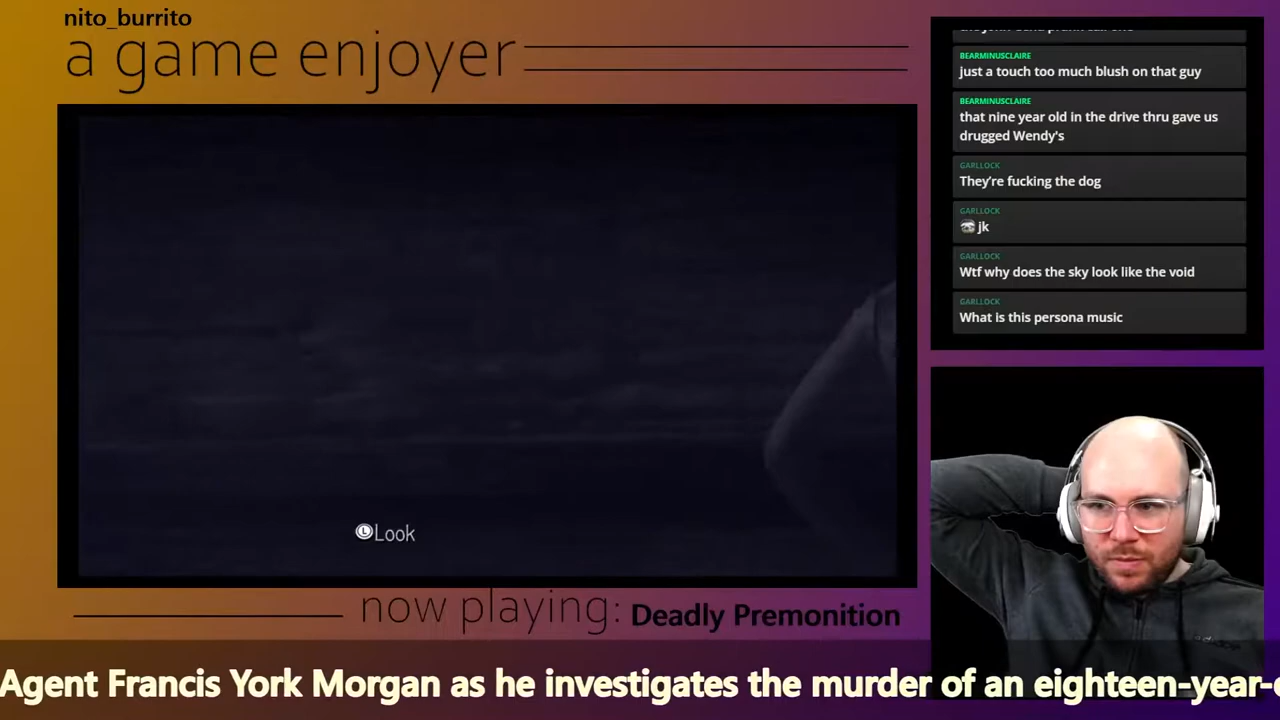 nito_burrito
a game enjoyer
BEARMINUSCLAIRE
just a touch too much blush on that guy
BEARMINUSCLAIRE
that nine year old in the drive thru gave us
drugged Wendy's
GARLLOCK
They're fucking the dog
GARLLOCK
jk
GARLLOCK
Wtf why does the sky look like the void
GARLLOCK
What is this persona music
L Look
now playing: Deadly Premonition
Agent Francis York Morgan as he investigates the murder of an eighteen-year-